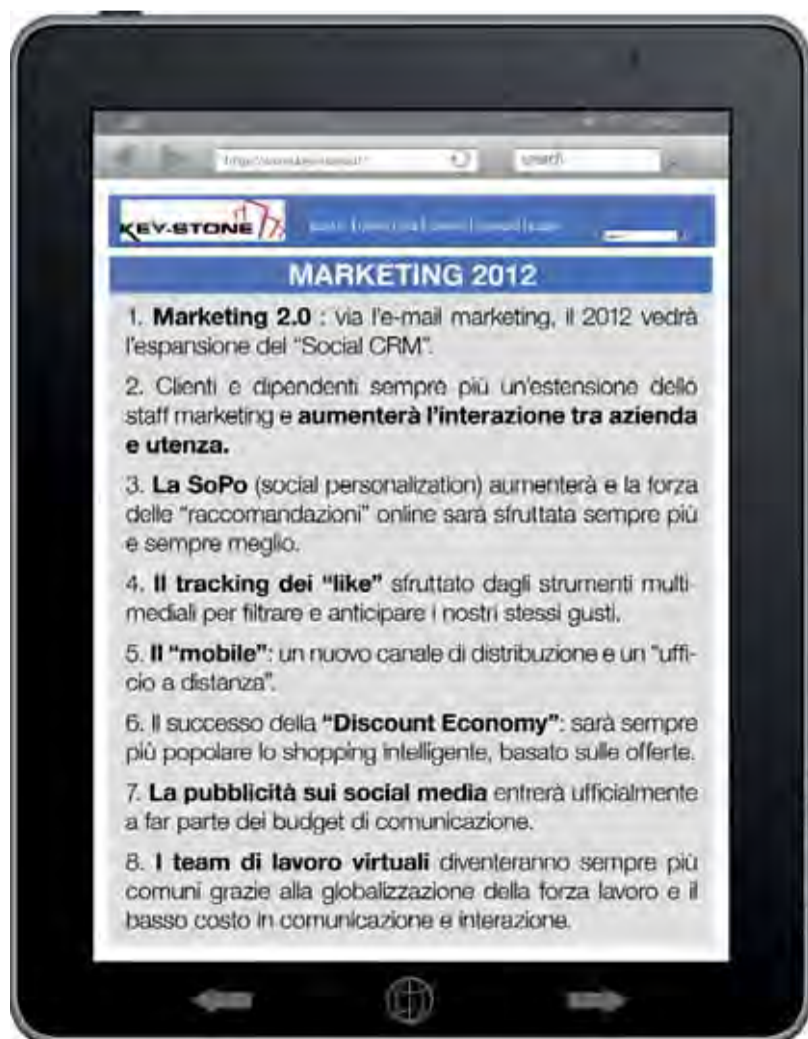 search
KEY-STONE
MARKETING 2012
1. Marketing 2.0 : via l'e-mail marketing, il 2012 vedrà
l'espansione del “Social CRM”.
2. Clienti e dipendenti sempre più un'estensione dello
staff marketing e aumenterà l'interazione tra azienda
e utenza.
3. La SoPo (social personalization) aumenterà e la forza
delle “raccomandazioni” online sarà sfruttata sempre più
e sempre meglio.
4. Il tracking dei “like” sfruttato dagli strumenti multi-
mediali per filtrare e anticipare i nostri stessi gusti.
5. Il “mobile”: un nuovo canale di distribuzione e un “uffi-
cio a distanza”.
6. Il successo della “Discount Economy”: sarà sempre
più popolare lo shopping intelligente, basato sulle offerte.
7. La pubblicità sui social media entrerà ufficialmente
a far parte dei budget di comunicazione.
8. I team di lavoro virtuali diventeranno sempre più
comuni grazie alla globalizzazione della forza lavoro e il
basso costo in comunicazione e interazione.